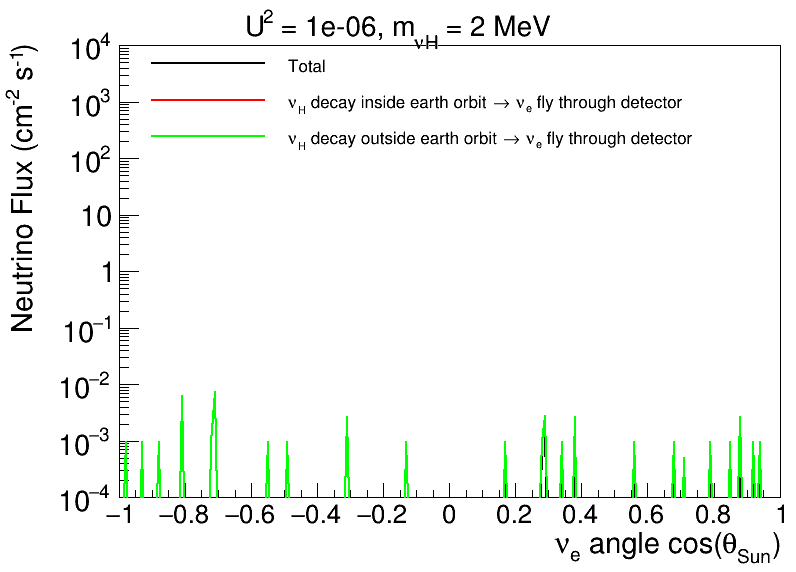 U² = 1e-06, m_νH = 2 MeV
Neutrino Flux (cm⁻² s⁻¹)
10⁴
10³
10²
10
1
10⁻¹
10⁻²
10⁻³
10⁻⁴
Total
ν_H decay inside earth orbit → ν_e fly through detector
ν_H decay outside earth orbit → ν_e fly through detector
−1 −0.8 −0.6 −0.4 −0.2 0 0.2 0.4 0.6 0.8 1
ν_e angle cos(θ_Sun)